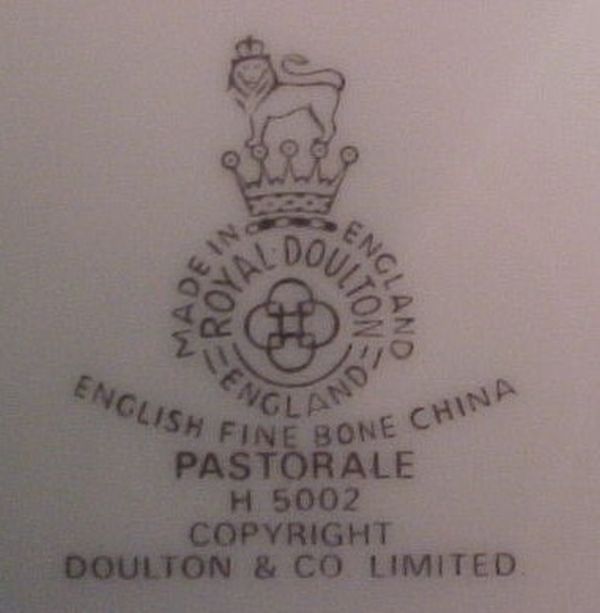 MADE IN ENGLAND
ROYAL DOULTON
ENGLAND
ENGLISH FINE BONE CHINA
PASTORALE
H 5002
COPYRIGHT
DOULTON & CO LIMITED.